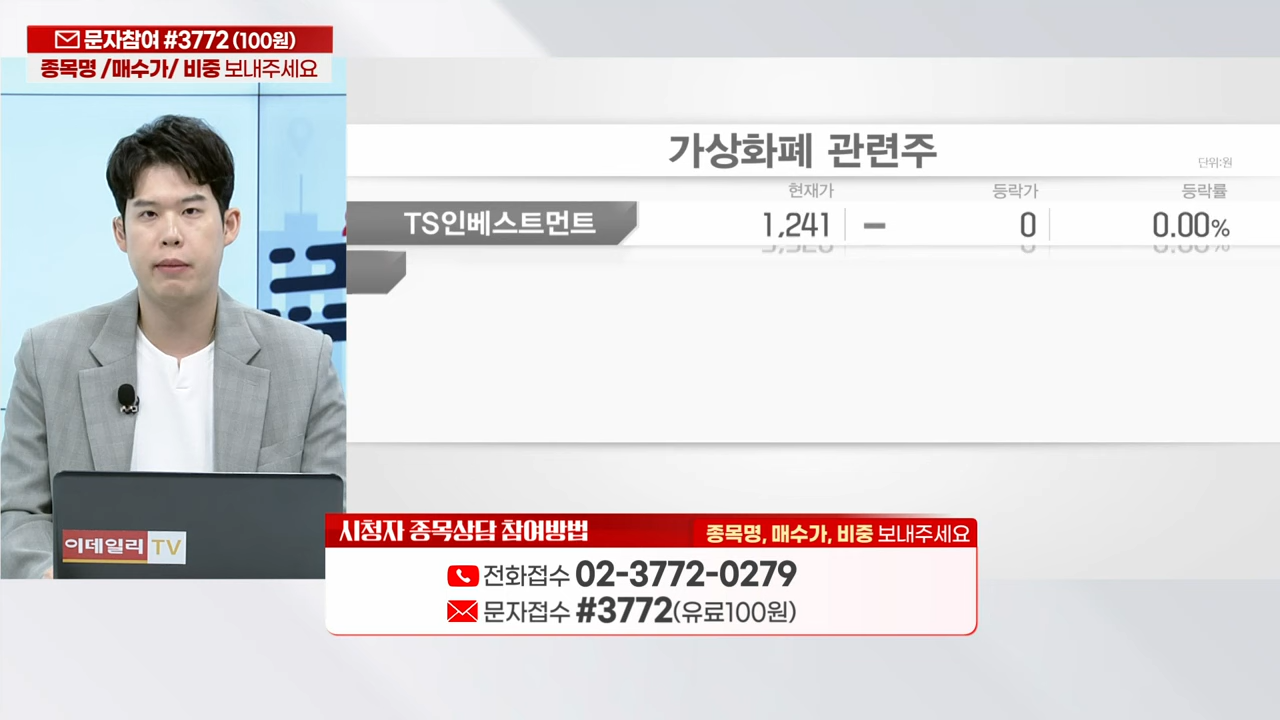 문자참여 #3772 (100원)
종목명 /매수가/ 비중 보내주세요
가상화폐 관련주
단위:원
현재가 등락가 등락률
TS인베스트먼트 1,241 0 0.00%
이데일리 TV
시청자 종목상담 참여방법 종목명, 매수가, 비중 보내주세요
전화접수 02-3772-0279
문자접수 #3772(유료100원)